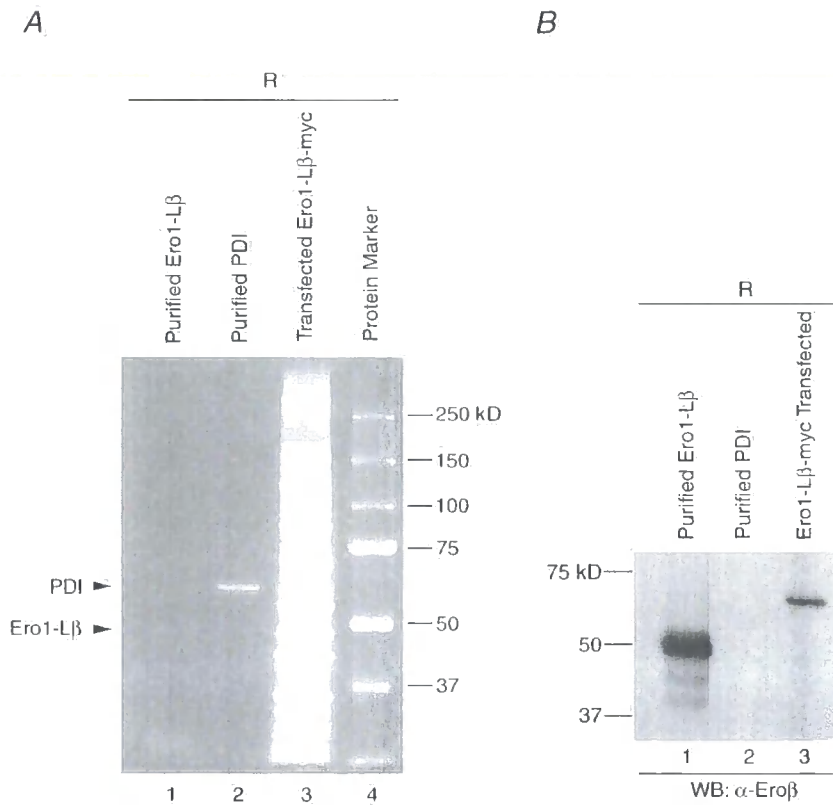 A
R
Purified Ero1-Lβ
Purified PDI
Transfected Ero1-Lβ-myc
Protein Marker
250 kD
150
100
75
50
37
PDI
Ero1-Lβ
1 2 3 4
B
R
Purified Ero1-Lβ
Purified PDI
Ero1-Lβ-myc Transfected
75 kD
50
37
1 2 3
WB: α-Eroβ